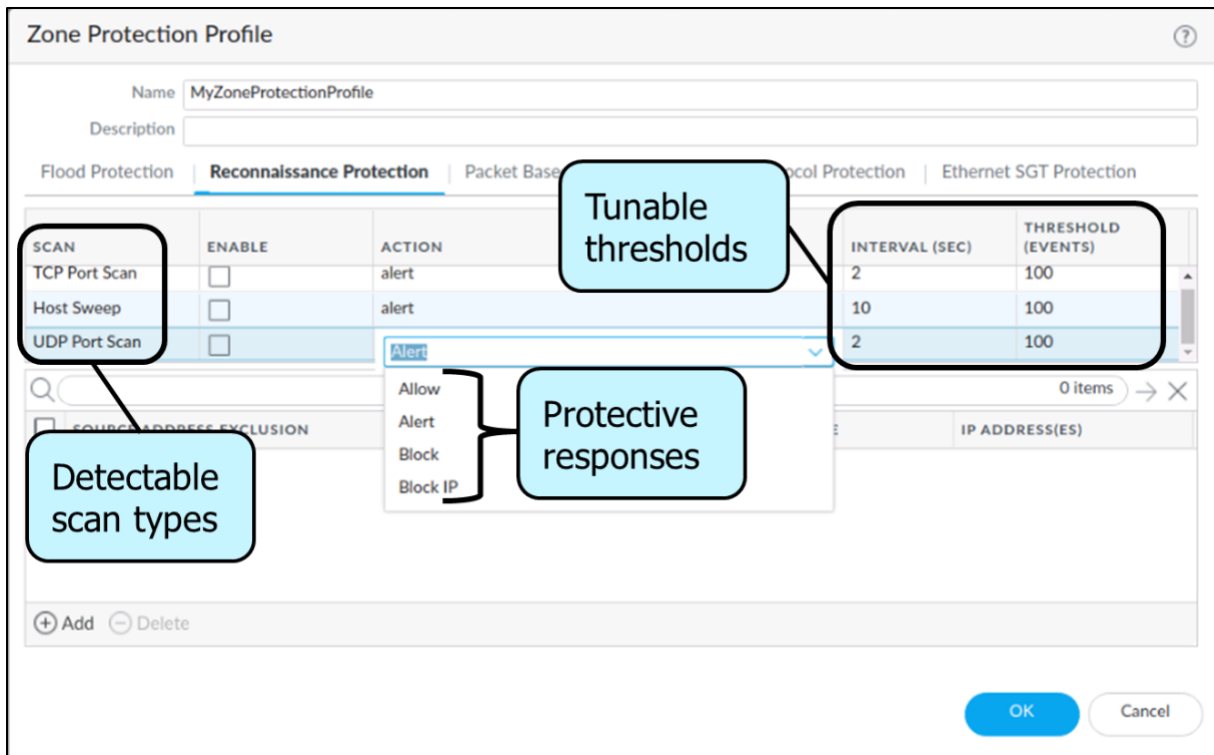 Zone Protection Profile
Name MyZoneProtectionProfile
Description
Flood Protection Reconnaissance Protection Packet Protection Ethernet SGT Protection
Tunable
thresholds
SCAN ENABLE ACTION INTERVAL (SEC) THRESHOLD
(EVENTS)
TCP Port Scan alert 2 100
Host Sweep alert 10 100
UDP Port Scan Alert 2 100
0 items
Allow
Alert
Block
Block IP
Protective
responses
SOURCE ADDRESS EXCLUSION IP ADDRESS(ES)
Detectable
scan types
Add Delete
OK Cancel